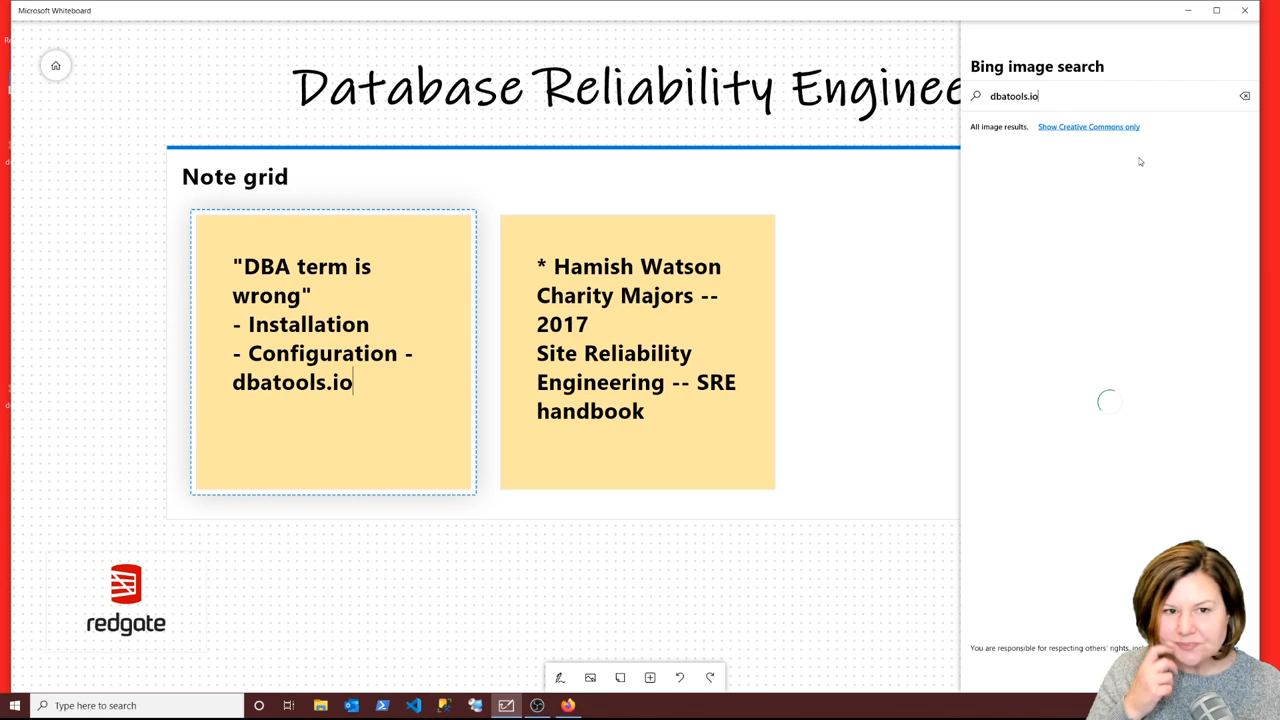 Microsoft Whiteboard
Database Reliability Enginee
Bing image search
dbatools.io
All image results. Show Creative Commons only
Note grid
"DBA term is
wrong"
- Installation
- Configuration -
dbatools.io
* Hamish Watson
Charity Majors --
2017
Site Reliability
Engineering -- SRE
handbook
redgate
You are responsible for respecting others' rights,
Type here to search